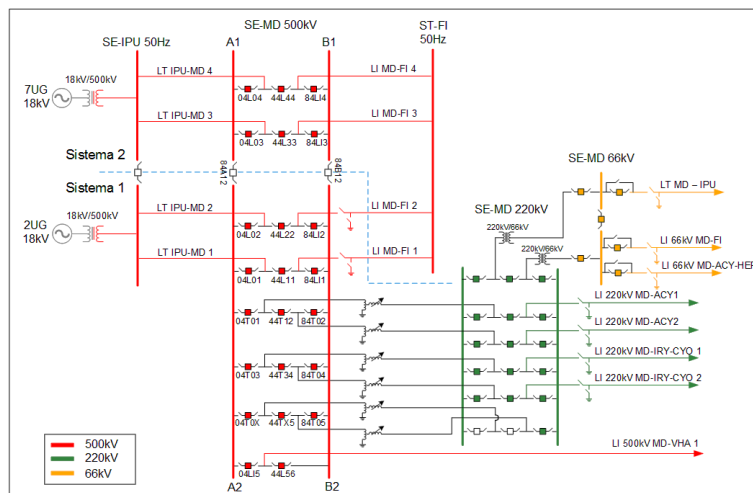 SE-MD 500kV
SE-IPU 50Hz
A1
B1
ST-FI
50Hz
18kV/500kV
7UG
18kV
LT IPU-MD 4
04L04
44L44
84LI4
LI MD-FI 4
LT IPU-MD 3
04L03
44L33
84LI3
LI MD-FI 3
Sistema 2
84A12
84B12
Sistema 1
SE-MD 66kV
LT MD – IPU
SE-MD 220kV
220kV/66kV
220kV/66kV
LI 66kV MD-FI
LI 66kV MD-ACY-HER
18kV/500kV
2UG
18kV
LT IPU-MD 2
04L02
44L22
84LI2
LI MD-FI 2
LT IPU-MD 1
04L01
44L11
84LI1
LI MD-FI 1
04T01
44T12
84T02
LI 220kV MD-ACY1
LI 220kV MD-ACY2
04T03
44T34
84T04
LI 220kV MD-IRY-CYO 1
LI 220kV MD-IRY-CYO 2
04T0X
44TX5
84T05
04LI5
44L56
LI 500kV MD-VHA 1
A2
B2
500kV
220kV
66kV